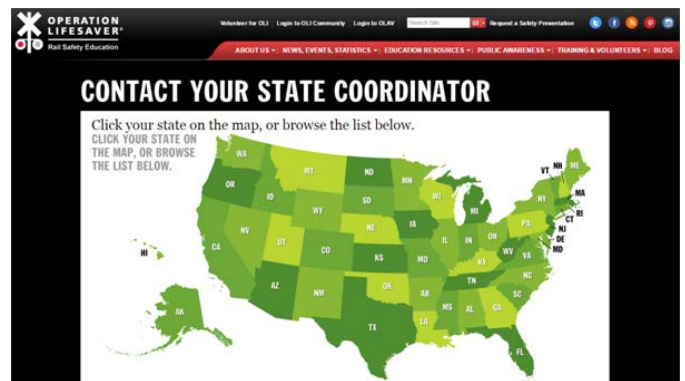 OPERATION
LIFESAVER®
Rail Safety Education
Volunteer for OLI Login to OLI Community Login to OLAV Search Site GO Request a Safety Presentation
ABOUT US NEWS, EVENTS, STATISTICS EDUCATION RESOURCES PUBLIC AWARENESS TRAINING & VOLUNTEERS BLOG
CONTACT YOUR STATE COORDINATOR
Click your state on the map, or browse the list below.
CLICK YOUR STATE ON
THE MAP, OR BROWSE
THE LIST BELOW.
WA MT ND MN VT NH ME
OR ID WY SD WI MI NY MA
RI
CT
NJ
DE
MD
NV UT CO NE IA IL IN OH PA
CA KS MO KY WV VA
HI AZ NM OK AR TN NC
AK TX LA MS AL GA SC
FL